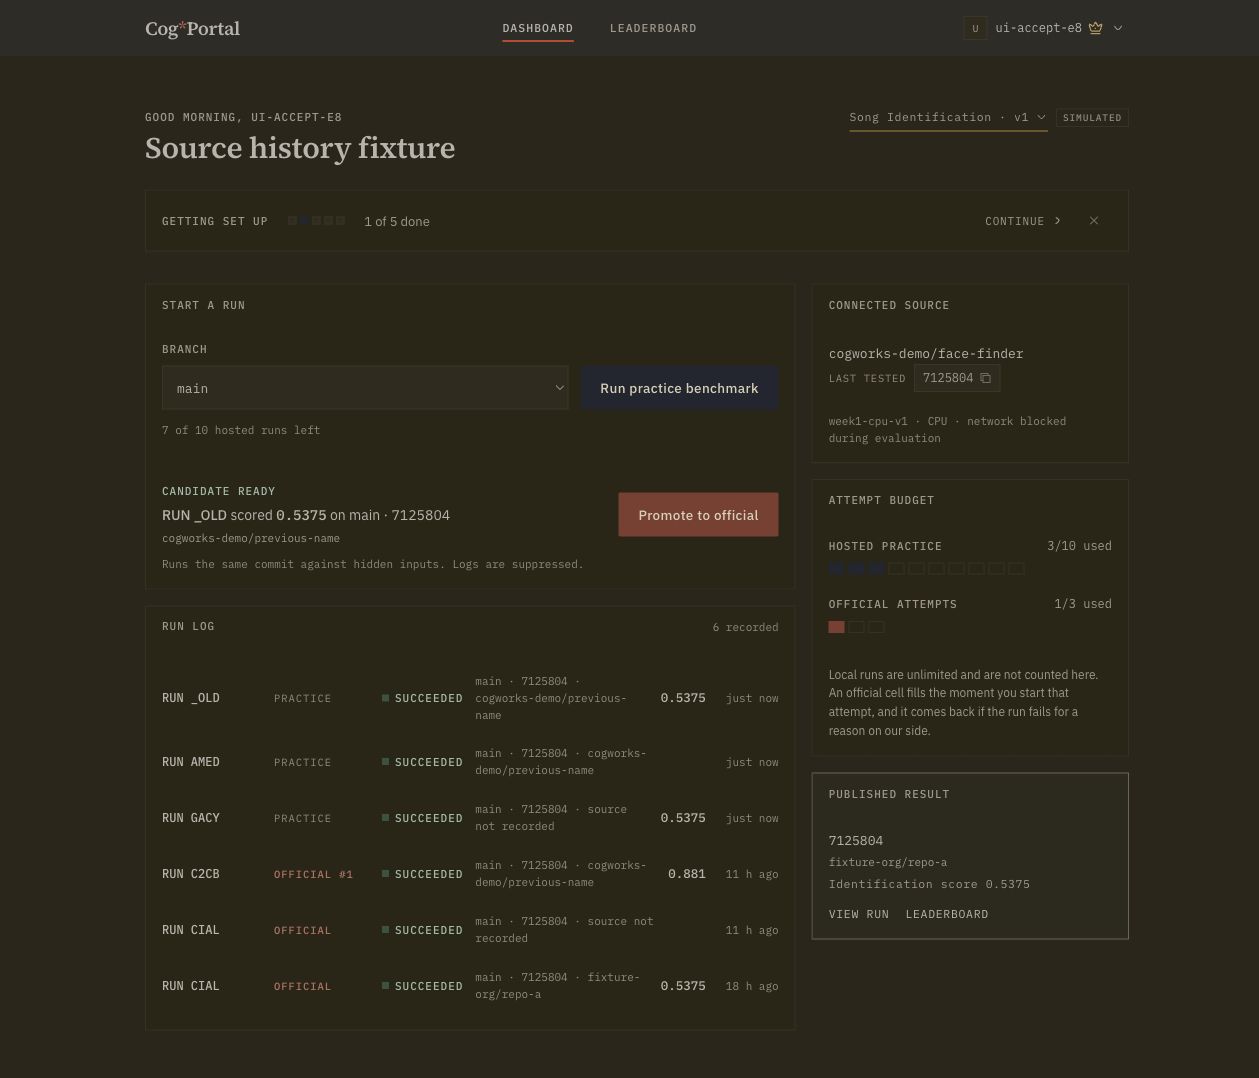 Cog*Portal
DASHBOARD
LEADERBOARD
U
ui-accept-e8
GOOD MORNING, UI-ACCEPT-E8
Source history fixture
Song Identification · v1
SIMULATED
GETTING SET UP
1 of 5 done
CONTINUE
START A RUN
BRANCH
main
Run practice benchmark
7 of 10 hosted runs left
CANDIDATE READY
RUN _OLD scored 0.5375 on main · 7125804
cogworks-demo/previous-name
Runs the same commit against hidden inputs. Logs are suppressed.
Promote to official
RUN LOG
6 recorded
RUN _OLD
PRACTICE
SUCCEEDED
main · 7125804 ·
cogworks-demo/previous-
name
0.5375
just now
RUN AMED
PRACTICE
SUCCEEDED
main · 7125804 · cogworks-
demo/previous-name
just now
RUN GACY
PRACTICE
SUCCEEDED
main · 7125804 · source
not recorded
0.5375
just now
RUN C2CB
OFFICIAL #1
SUCCEEDED
main · 7125804 · cogworks-
demo/previous-name
0.881
11 h ago
RUN CIAL
OFFICIAL
SUCCEEDED
main · 7125804 · source not
recorded
11 h ago
RUN CIAL
OFFICIAL
SUCCEEDED
main · 7125804 · fixture-
org/repo-a
0.5375
18 h ago
CONNECTED SOURCE
cogworks-demo/face-finder
LAST TESTED
7125804
week1-cpu-v1 · CPU · network blocked
during evaluation
ATTEMPT BUDGET
HOSTED PRACTICE
3/10 used
OFFICIAL ATTEMPTS
1/3 used
Local runs are unlimited and are not counted here.
An official cell fills the moment you start that
attempt, and it comes back if the run fails for a
reason on our side.
PUBLISHED RESULT
7125804
fixture-org/repo-a
Identification score 0.5375
VIEW RUN
LEADERBOARD